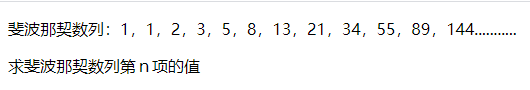 斐波那契数列：1，1，2，3，5，8，13，21，34，55，89，144...........
求斐波那契数列第 n 项的值